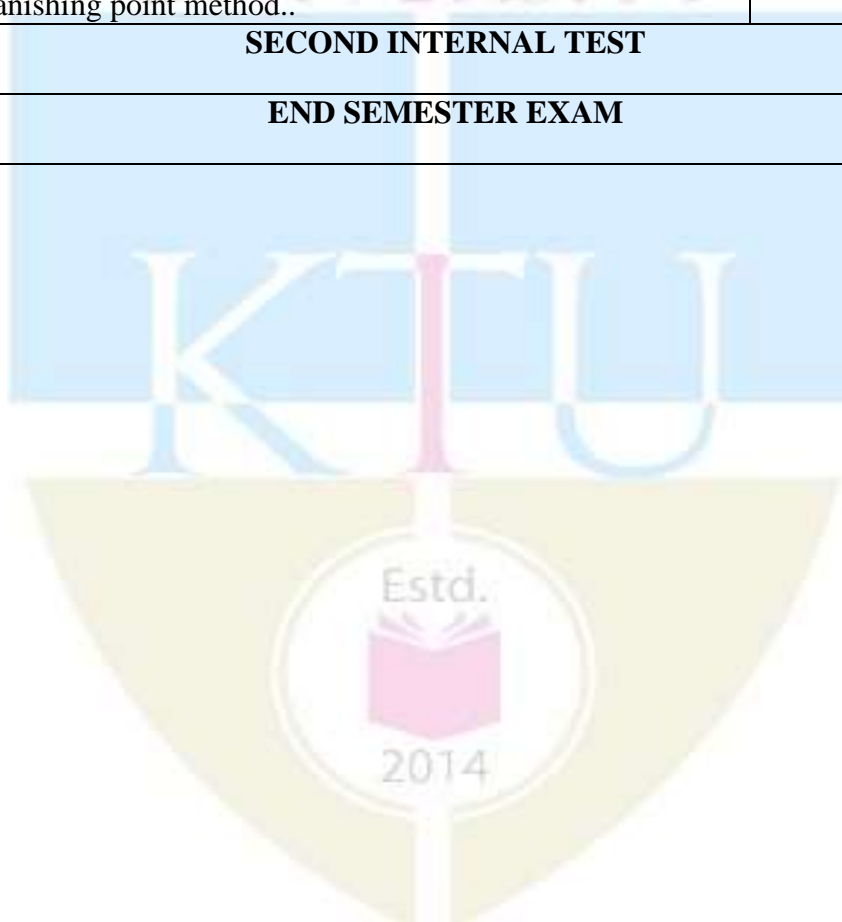 anishing point method..
SECOND INTERNAL TEST
END SEMESTER EXAM
KTU
Estd.
2014